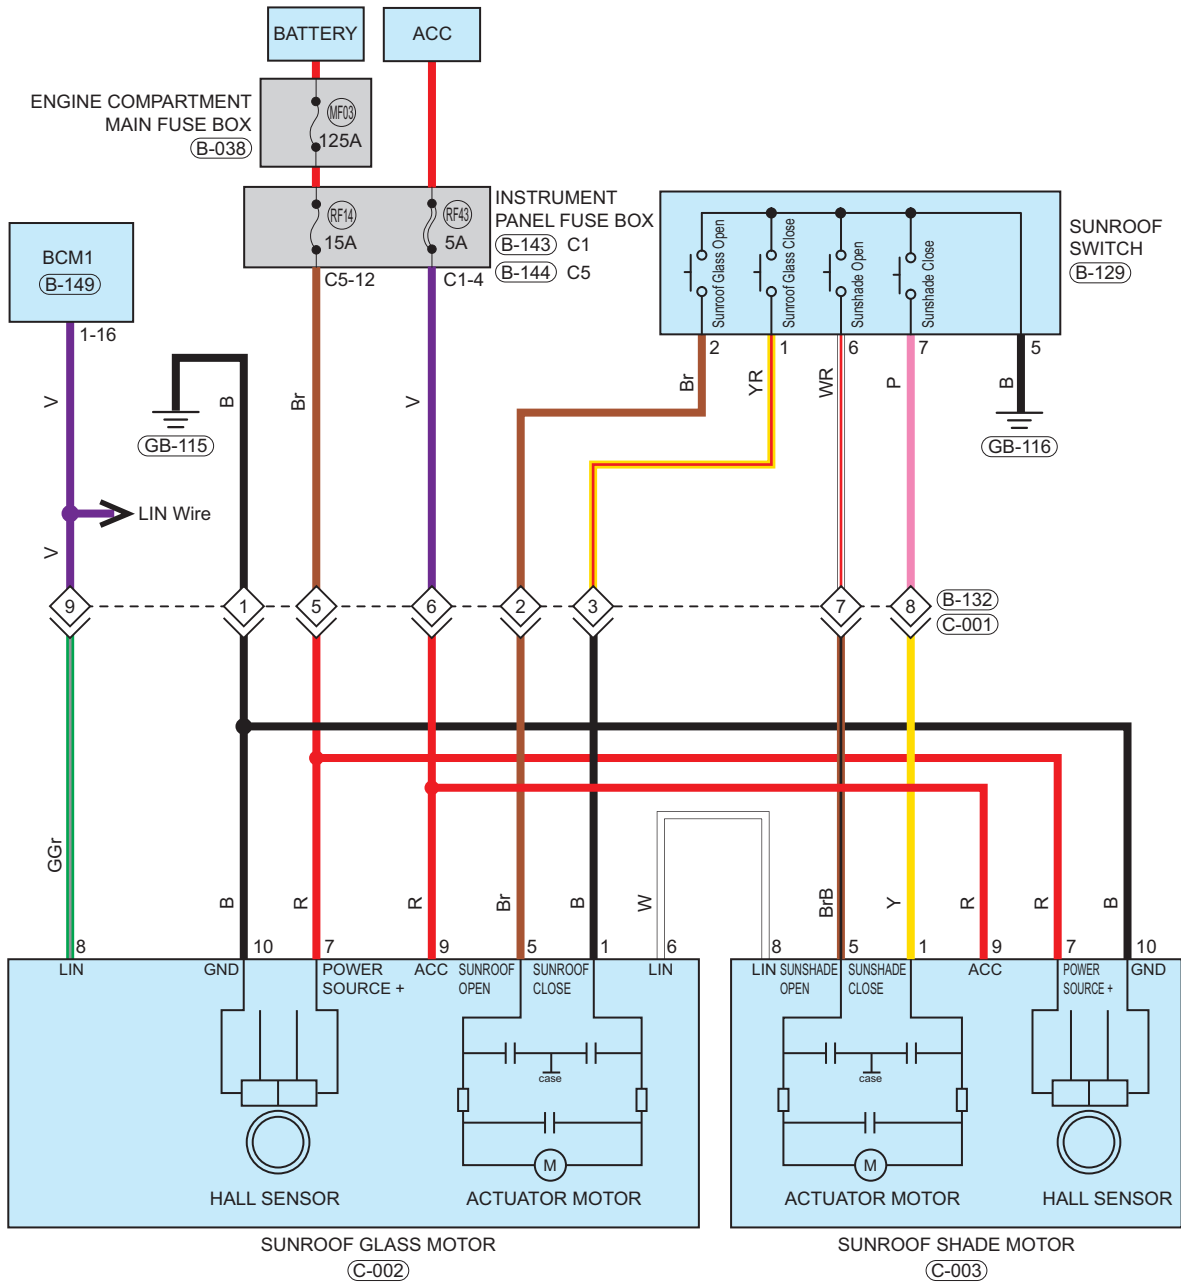 BATTERY
ACC
ENGINE COMPARTMENT
MAIN FUSE BOX
B-038
MF03
125A
INSTRUMENT
PANEL FUSE BOX
B-143 C1
B-144 C5
RF14
15A
RF43
5A
C5-12
C1-4
BCM1
B-149
1-16
SUNROOF
SWITCH
B-129
Sunroof Glass Open
Sunroof Glass Close
Sunshade Open
Sunshade Close
2
1
6
7
5
V
B
Br
V
Br
YR
WR
P
B
GB-115
GB-116
LIN Wire
V
9
1
5
6
2
3
7
8
B-132
C-001
GGr
B
R
R
Br
B
W
BrB
Y
R
R
B
8
10
7
9
5
1
6
8
5
1
9
7
10
LIN
GND
POWER
SOURCE +
ACC
SUNROOF
OPEN
SUNROOF
CLOSE
LIN
LIN
SUNSHADE
OPEN
SUNSHADE
CLOSE
ACC
POWER
SOURCE +
GND
case
case
M
M
HALL SENSOR
ACTUATOR MOTOR
ACTUATOR MOTOR
HALL SENSOR
SUNROOF GLASS MOTOR
C-002
SUNROOF SHADE MOTOR
C-003